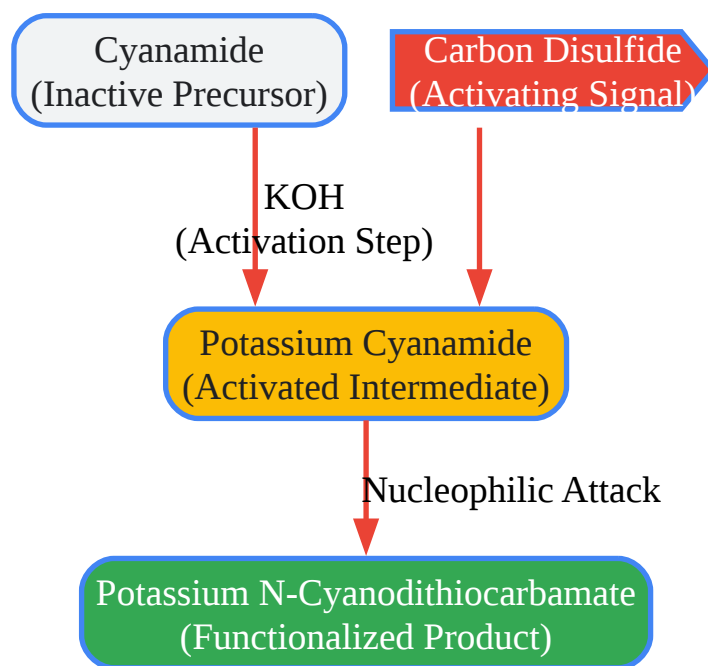 Cyanamide
(Inactive Precursor)
Carbon Disulfide
(Activating Signal)
KOH
(Activation Step)
Potassium Cyanamide
(Activated Intermediate)
Nucleophilic Attack
Potassium N-Cyanodithiocarbamate
(Functionalized Product)